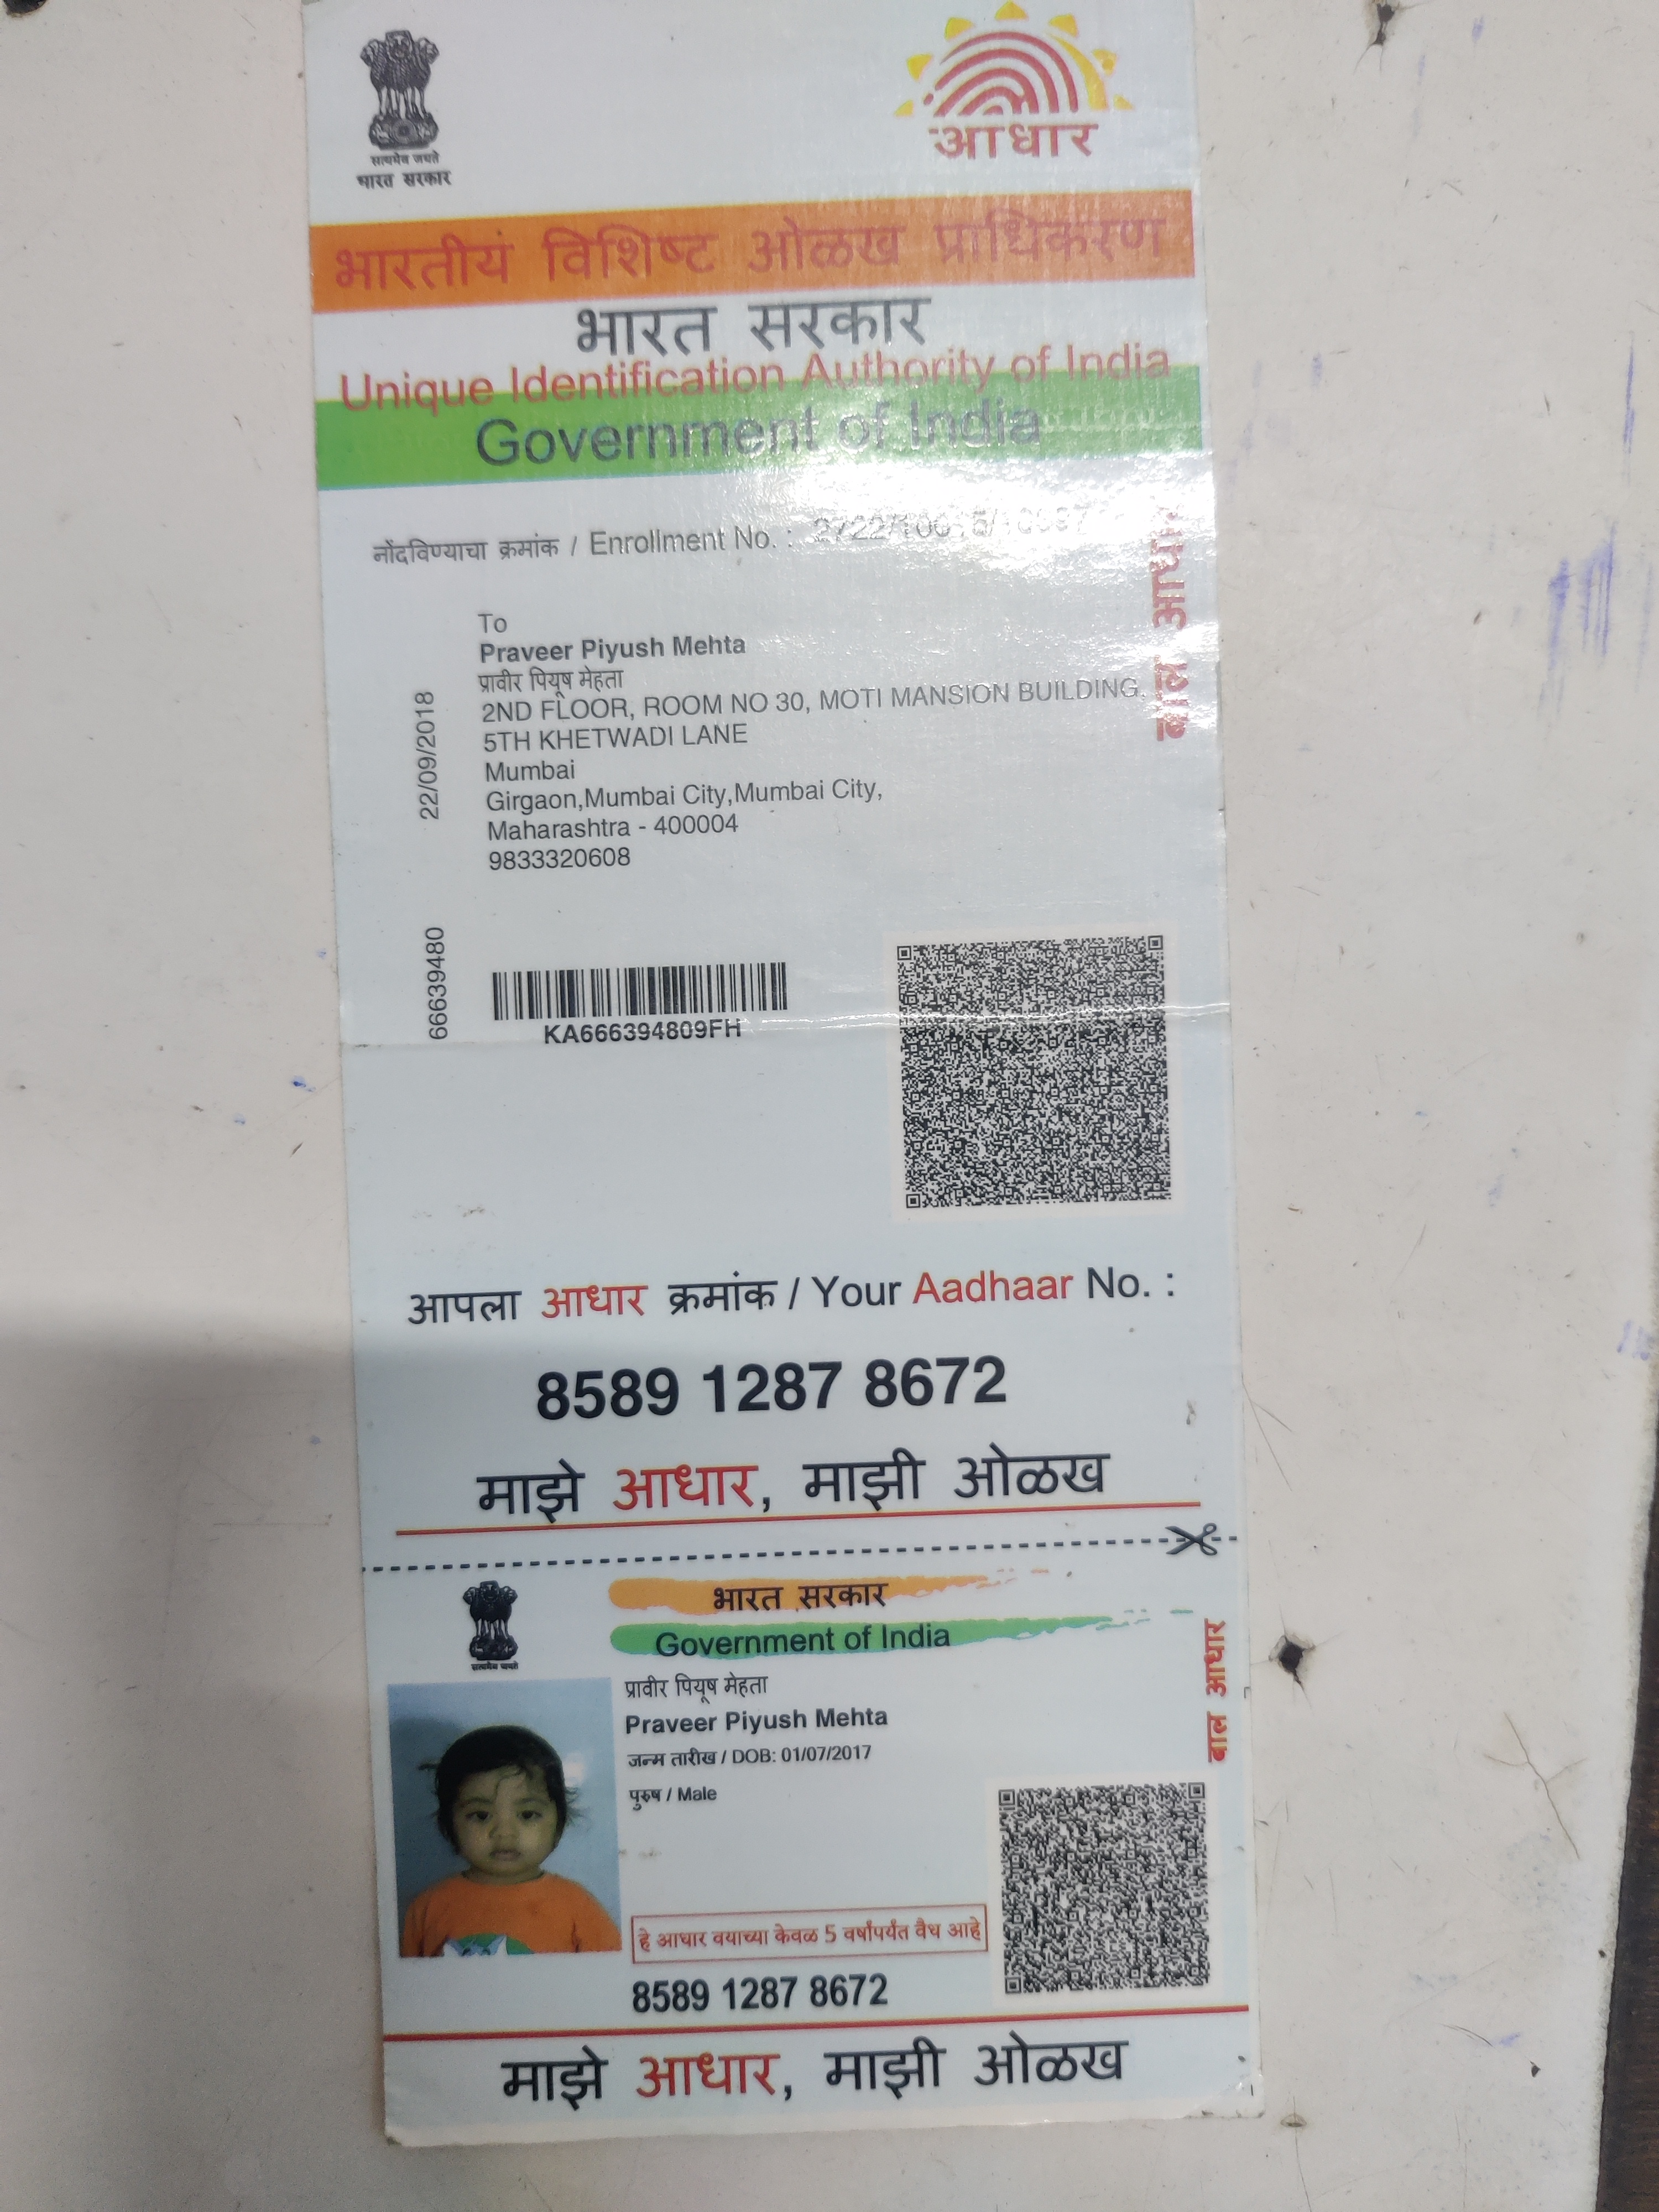 सत्यमेव जयते
भारत सरकार
आधार
भारतीय विशिष्ट ओळख प्राधिकरण
भारत सरकार
Unique Identification Authority of India
Government of India
नोंदविण्याचा क्रमांक / Enrollment No. :
बाल आधार
To
Praveer Piyush Mehta
प्रावीर पियूष मेहता
2ND FLOOR, ROOM NO 30, MOTI MANSION BUILDING,
5TH KHETWADI LANE
Mumbai
Girgaon,Mumbai City,Mumbai City,
Maharashtra - 400004
9833320608
22/09/2018
66639480
KA666394809FH
आपला आधार क्रमांक / Your Aadhaar No. :
8589 1287 8672
माझे आधार, माझी ओळख
भारत सरकार
Government of India
सत्यमेव जयते
प्रावीर पियूष मेहता
Praveer Piyush Mehta
जन्म तारीख / DOB: 01/07/2017
पुरुष / Male
बाल आधार
हे आधार वयाच्या केवळ 5 वर्षांपर्यंत वैध आहे
8589 1287 8672
माझे आधार, माझी ओळख